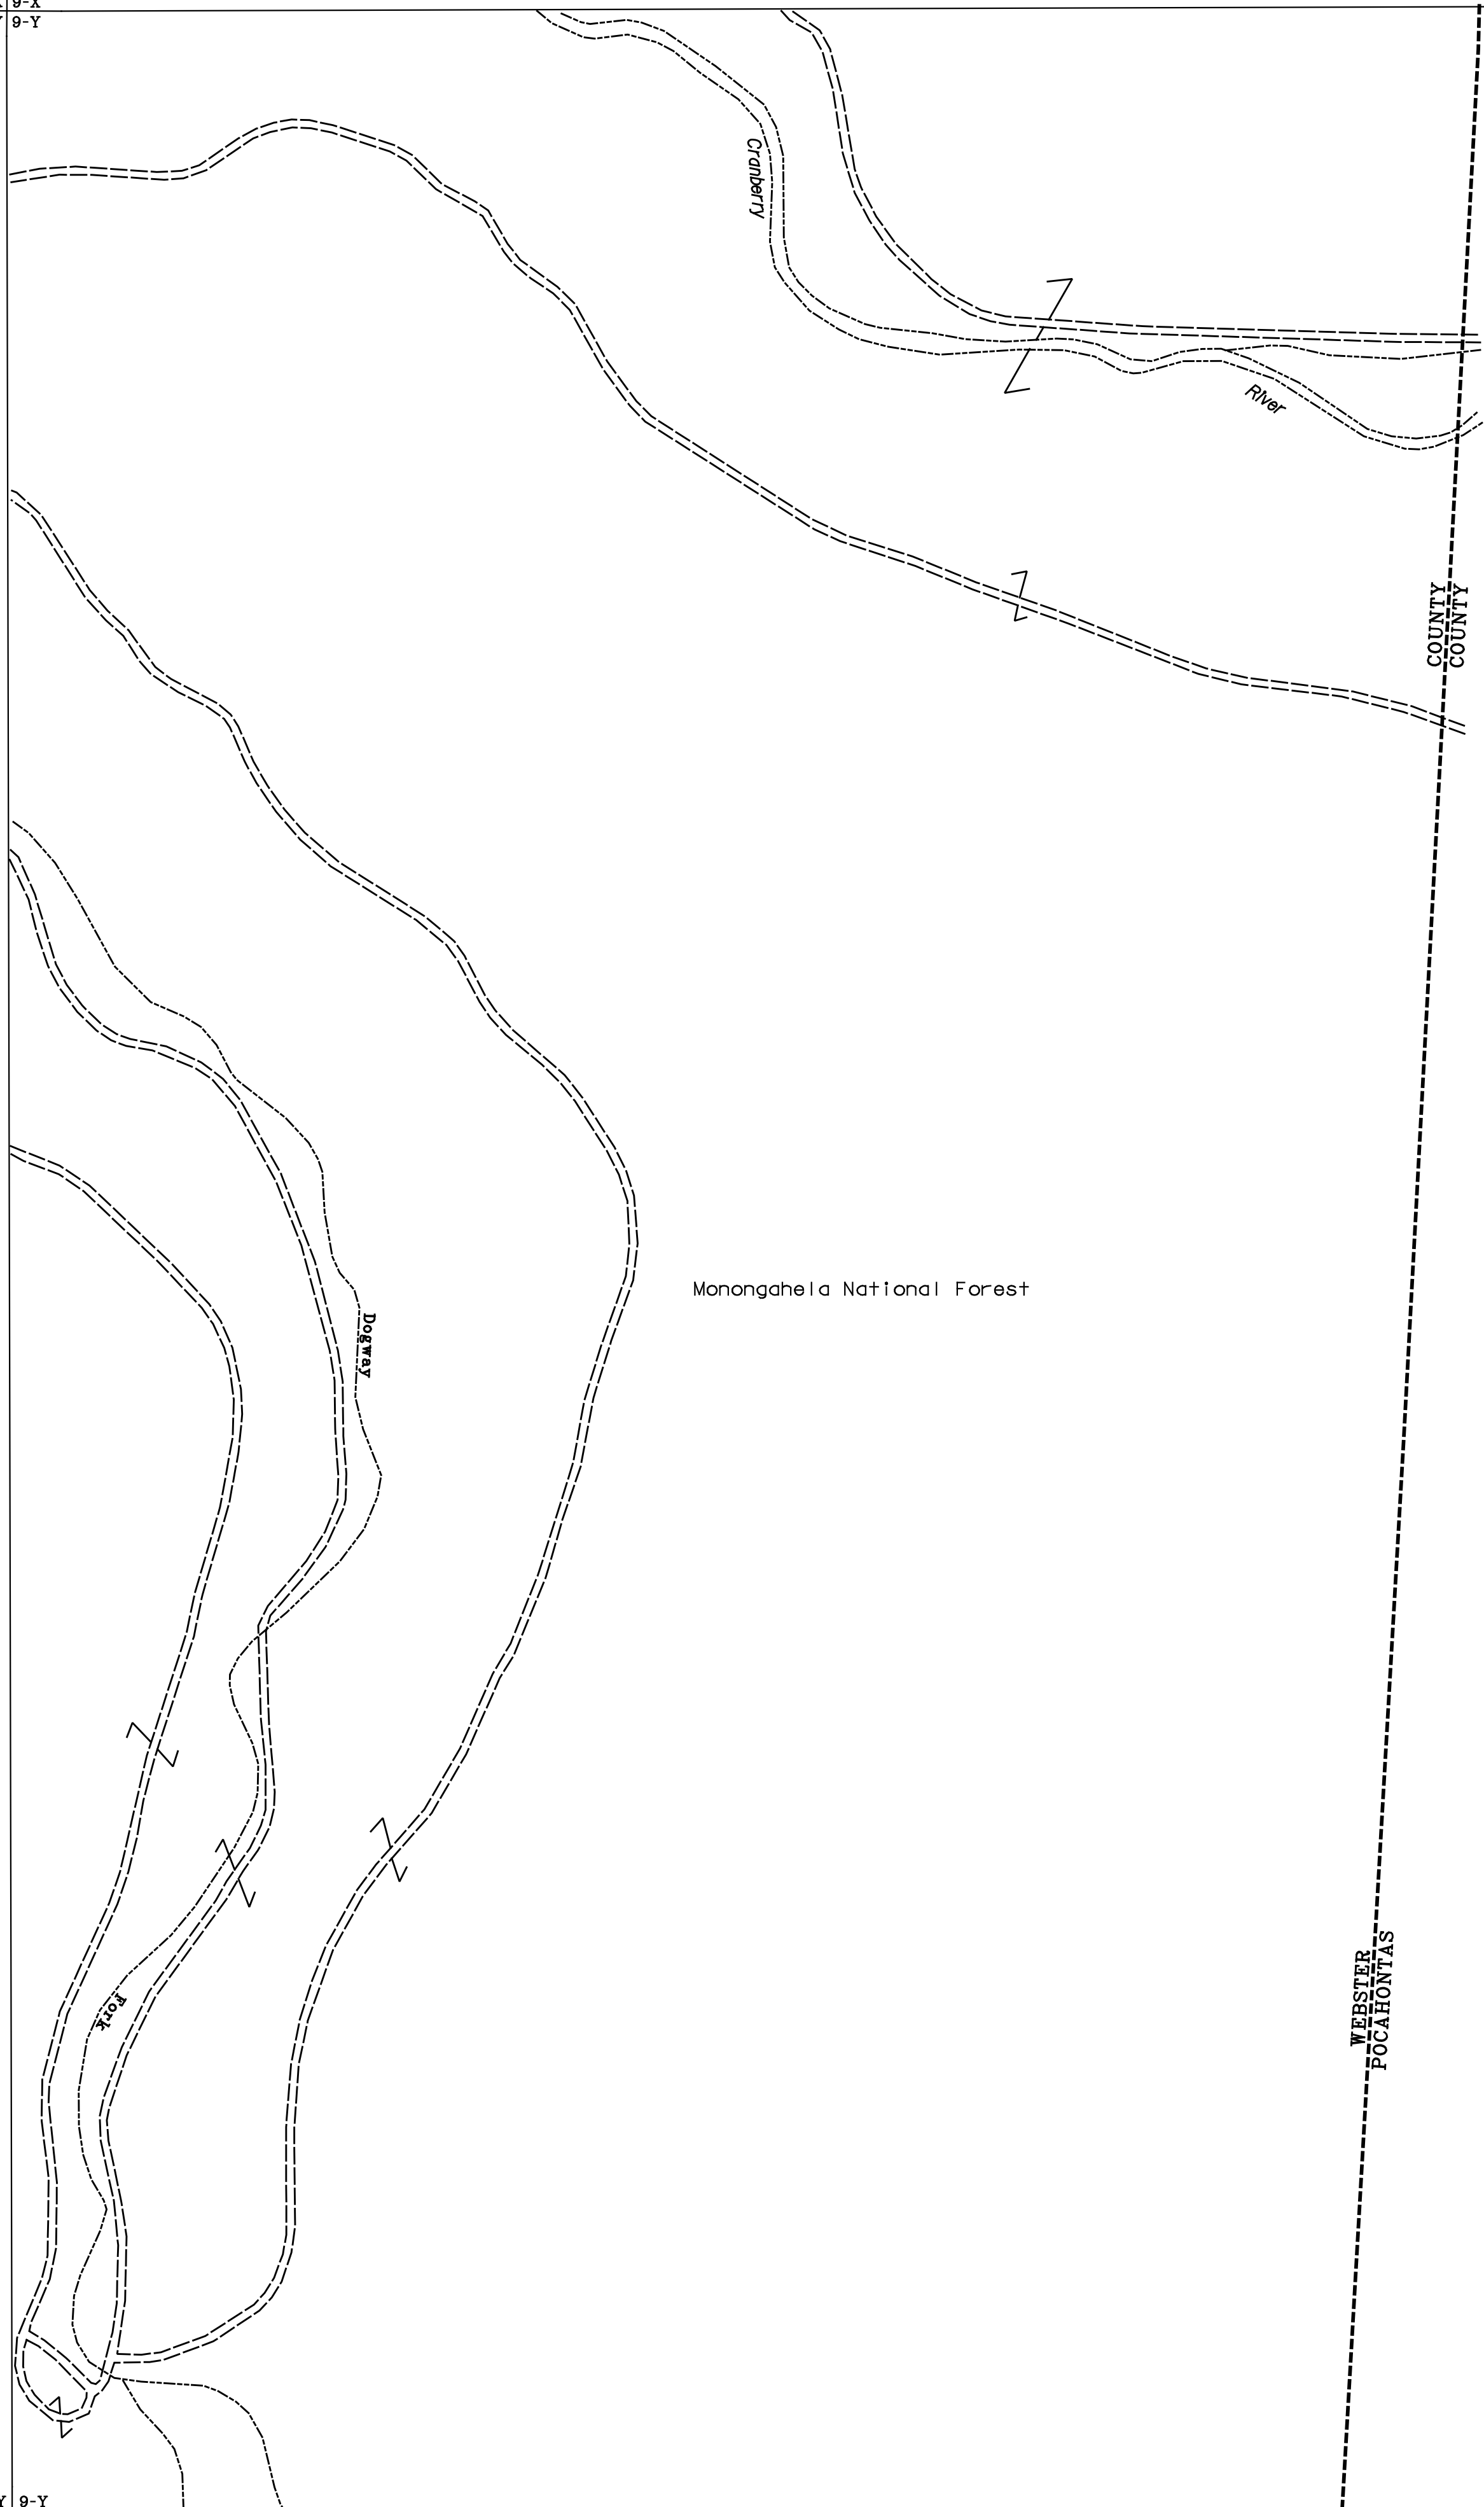 9-X
9-Y
Cranberry
River
COUNTY
COUNTY
Monongahela National Forest
Dogway
WEBSTER
POCAHONTAS
Fork
Y 9-Y